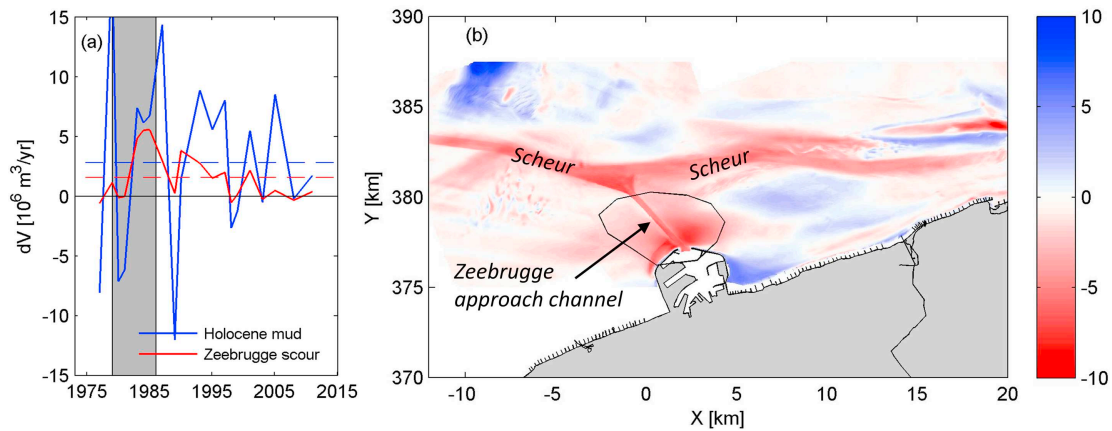 (a)
15
10
5
0
-5
-10
-15
dV [10⁶ m³/yr]
Holocene mud
Zeebrugge scour
1977
1985
1995
2005
2015
(b)
390
385
380
375
370
Y [km]
Scheur
Scheur
Zeebrugge
approach channel
-10
-5
0
5
10
15
20
X [km]
10
5
0
-5
-10